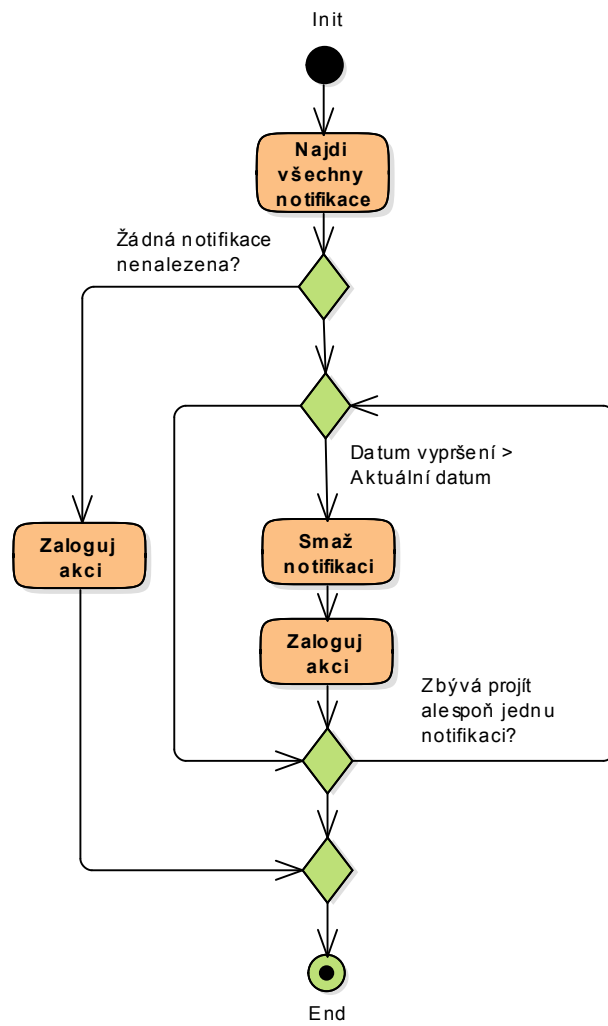 Init
Najdi
všechny
notifikace
Žádná notifikace
nenalezena?
Datum vypršení >
Aktuální datum
Zaloguj
akci
Smaž
notifikaci
Zaloguj
akci
Zbývá projít
alespoň jednu
notifikaci?
End